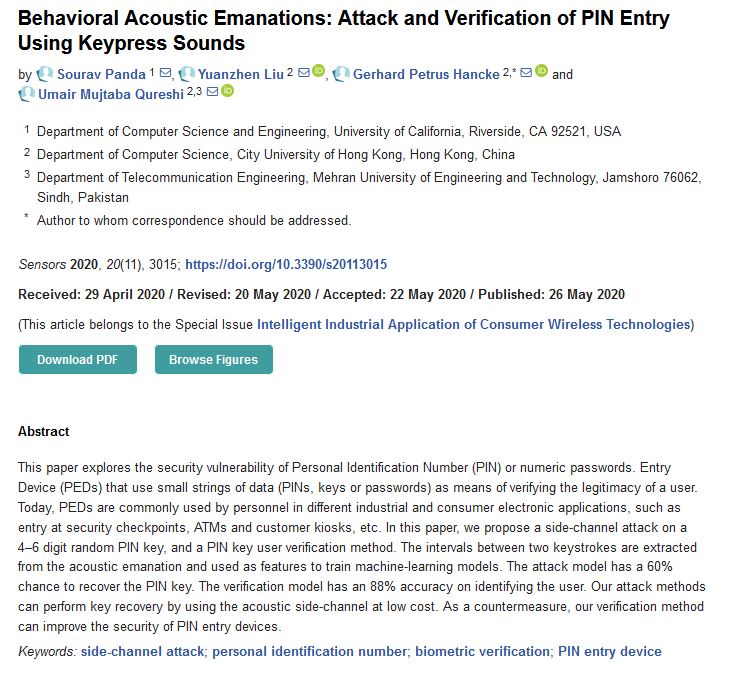 Behavioral Acoustic Emanations: Attack and Verification of PIN Entry
Using Keypress Sounds
by Sourav Panda 1, Yuanzhen Liu 2, Gerhard Petrus Hancke 2,* and
Umair Mujtaba Qureshi 2,3
1 Department of Computer Science and Engineering, University of California, Riverside, CA 92521, USA
2 Department of Computer Science, City University of Hong Kong, Hong Kong, China
3 Department of Telecommunication Engineering, Mehran University of Engineering and Technology, Jamshoro 76062,
Sindh, Pakistan
* Author to whom correspondence should be addressed.
Sensors 2020, 20(11), 3015; https://doi.org/10.3390/s20113015
Received: 29 April 2020 / Revised: 20 May 2020 / Accepted: 22 May 2020 / Published: 26 May 2020
(This article belongs to the Special Issue Intelligent Industrial Application of Consumer Wireless Technologies)
Download PDF Browse Figures
Abstract
This paper explores the security vulnerability of Personal Identification Number (PIN) or numeric passwords. Entry
Device (PEDs) that use small strings of data (PINs, keys or passwords) as means of verifying the legitimacy of a user.
Today, PEDs are commonly used by personnel in different industrial and consumer electronic applications, such as
entry at security checkpoints, ATMs and customer kiosks, etc. In this paper, we propose a side-channel attack on a
4–6 digit random PIN key, and a PIN key user verification method. The intervals between two keystrokes are extracted
from the acoustic emanation and used as features to train machine-learning models. The attack model has a 60%
chance to recover the PIN key. The verification model has an 88% accuracy on identifying the user. Our attack methods
can perform key recovery by using the acoustic side-channel at low cost. As a countermeasure, our verification method
can improve the security of PIN entry devices.
Keywords: side-channel attack; personal identification number; biometric verification; PIN entry device